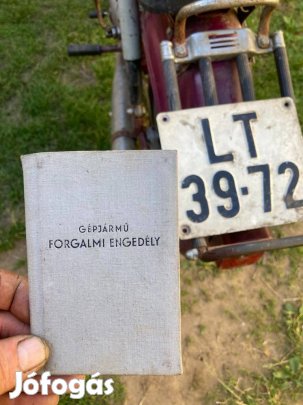 LT
39-72
GÉPJÁRMŰ
FORGALMI ENGEDÉLY
Jófogás